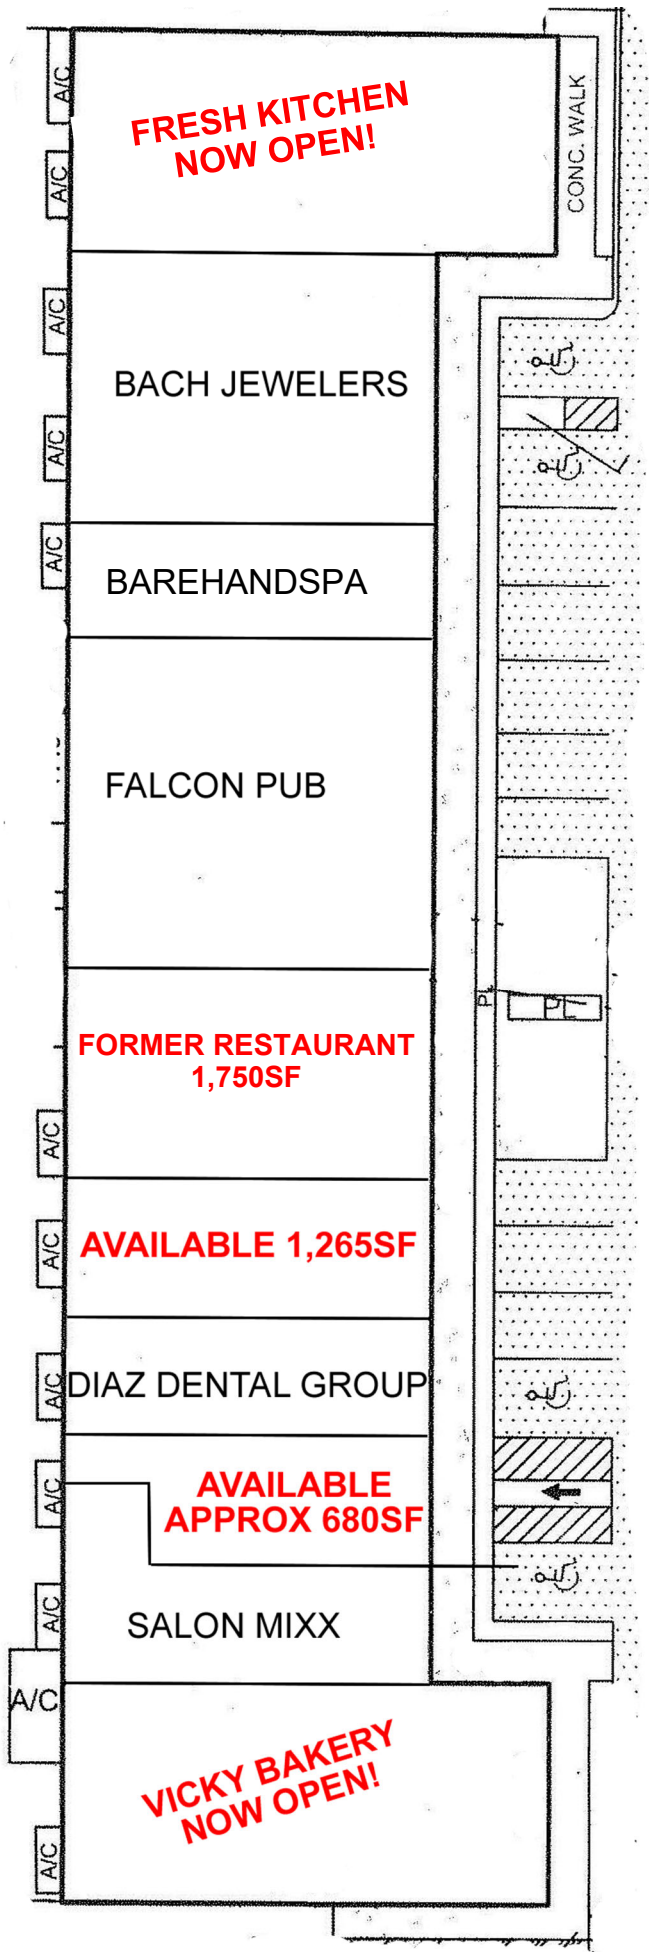 A/C
FRESH KITCHEN
NOW OPEN!
CONC. WALK
A/C
A/C
BACH JEWELERS
A/C
A/C
BAREHANDSPA
FALCON PUB
FORMER RESTAURANT
1,750SF
A/C
A/C
AVAILABLE 1,265SF
A/C
DIAZ DENTAL GROUP
A/C
AVAILABLE
APPROX 680SF
A/C
SALON MIXX
A/C
VICKY BAKERY
NOW OPEN!
A/C